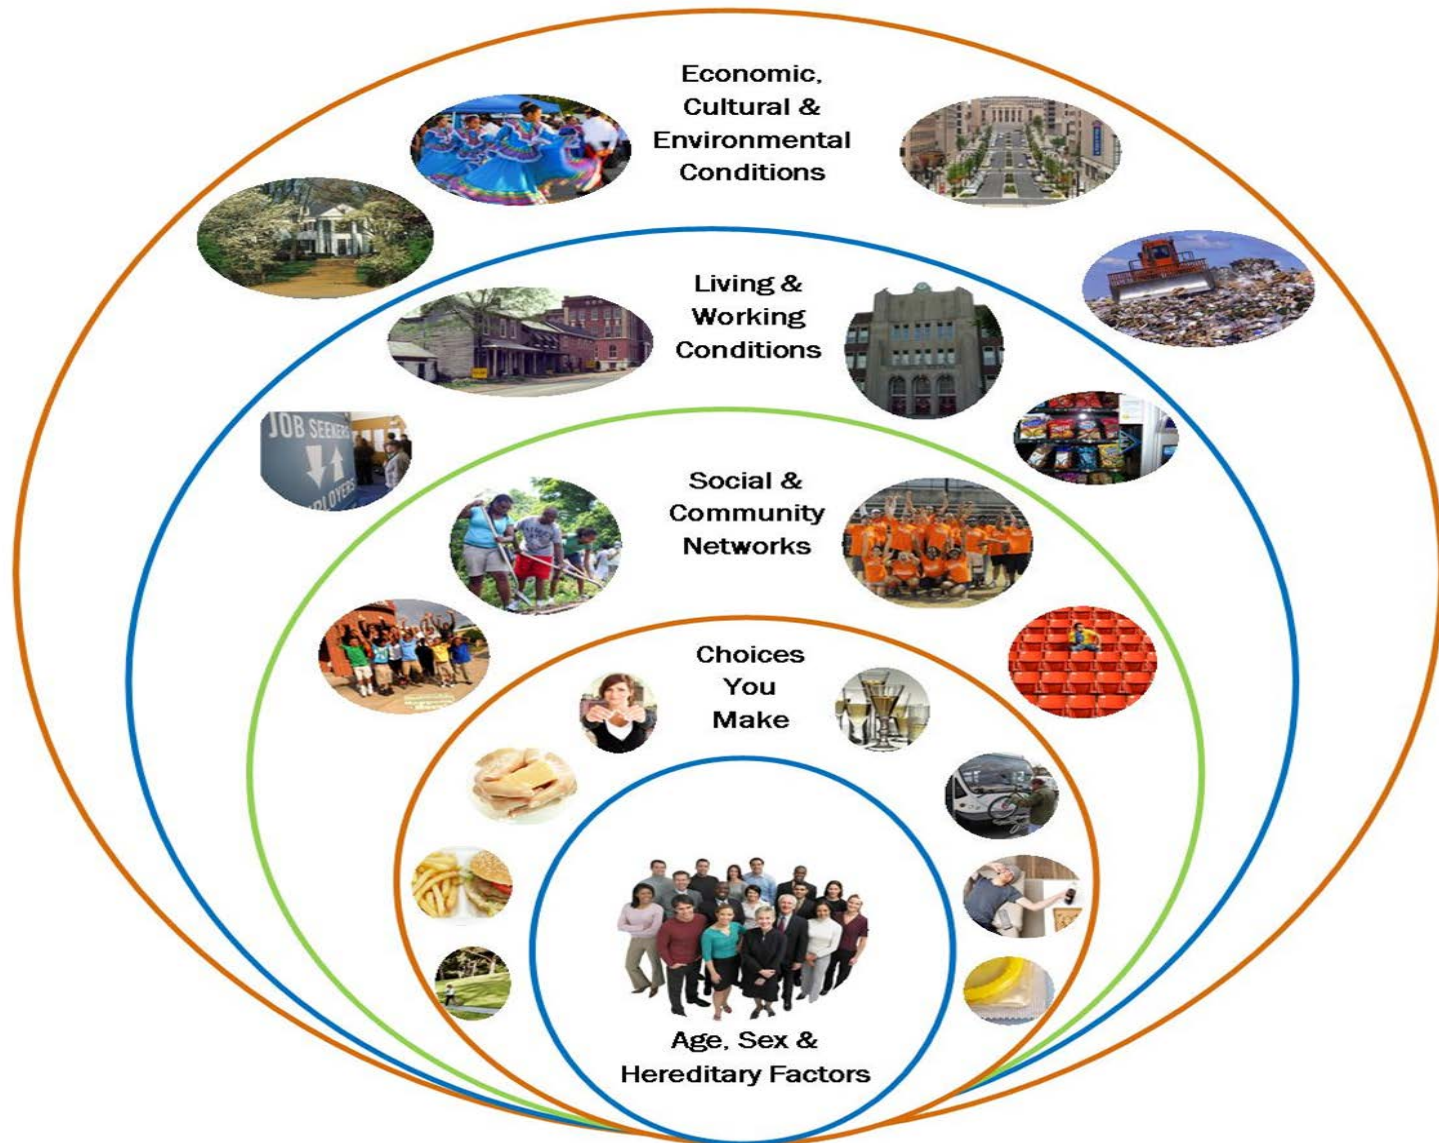 Economic,
Cultural &
Environmental
Conditions
Living &
Working
Conditions
JOB SEEKERS
Social &
Community
Networks
Choices
You
Make
Age, Sex &
Hereditary Factors